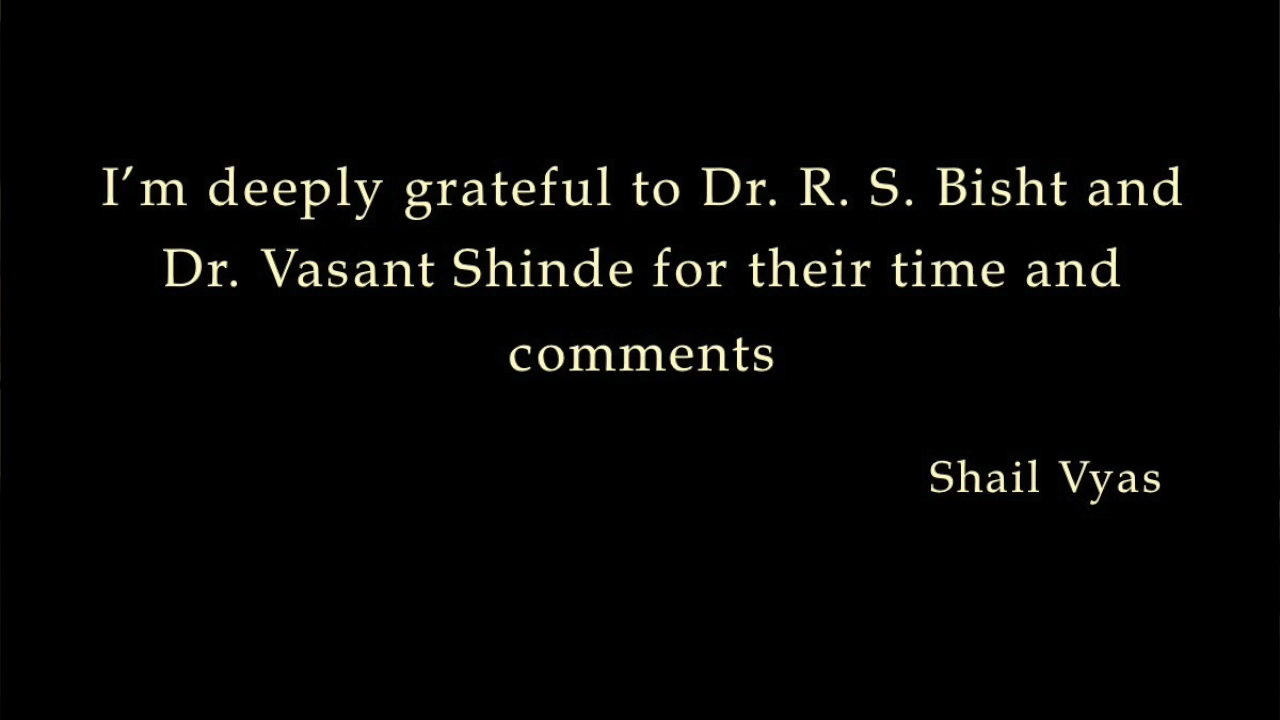 I’m deeply grateful to Dr. R. S. Bisht and
Dr. Vasant Shinde for their time and
comments
Shail Vyas